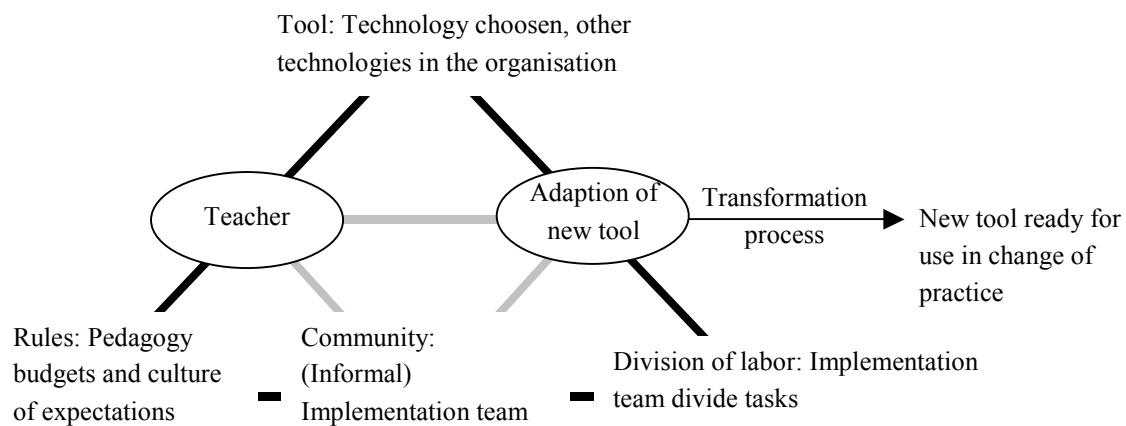 Tool: Technology choosen, other
technologies in the organisation
Teacher
Adaption of
new tool
Transformation
process
New tool ready for
use in change of
practice
Rules: Pedagogy
budgets and culture
of expectations
Community:
(Informal)
Implementation team
Division of labor: Implementation
team divide tasks